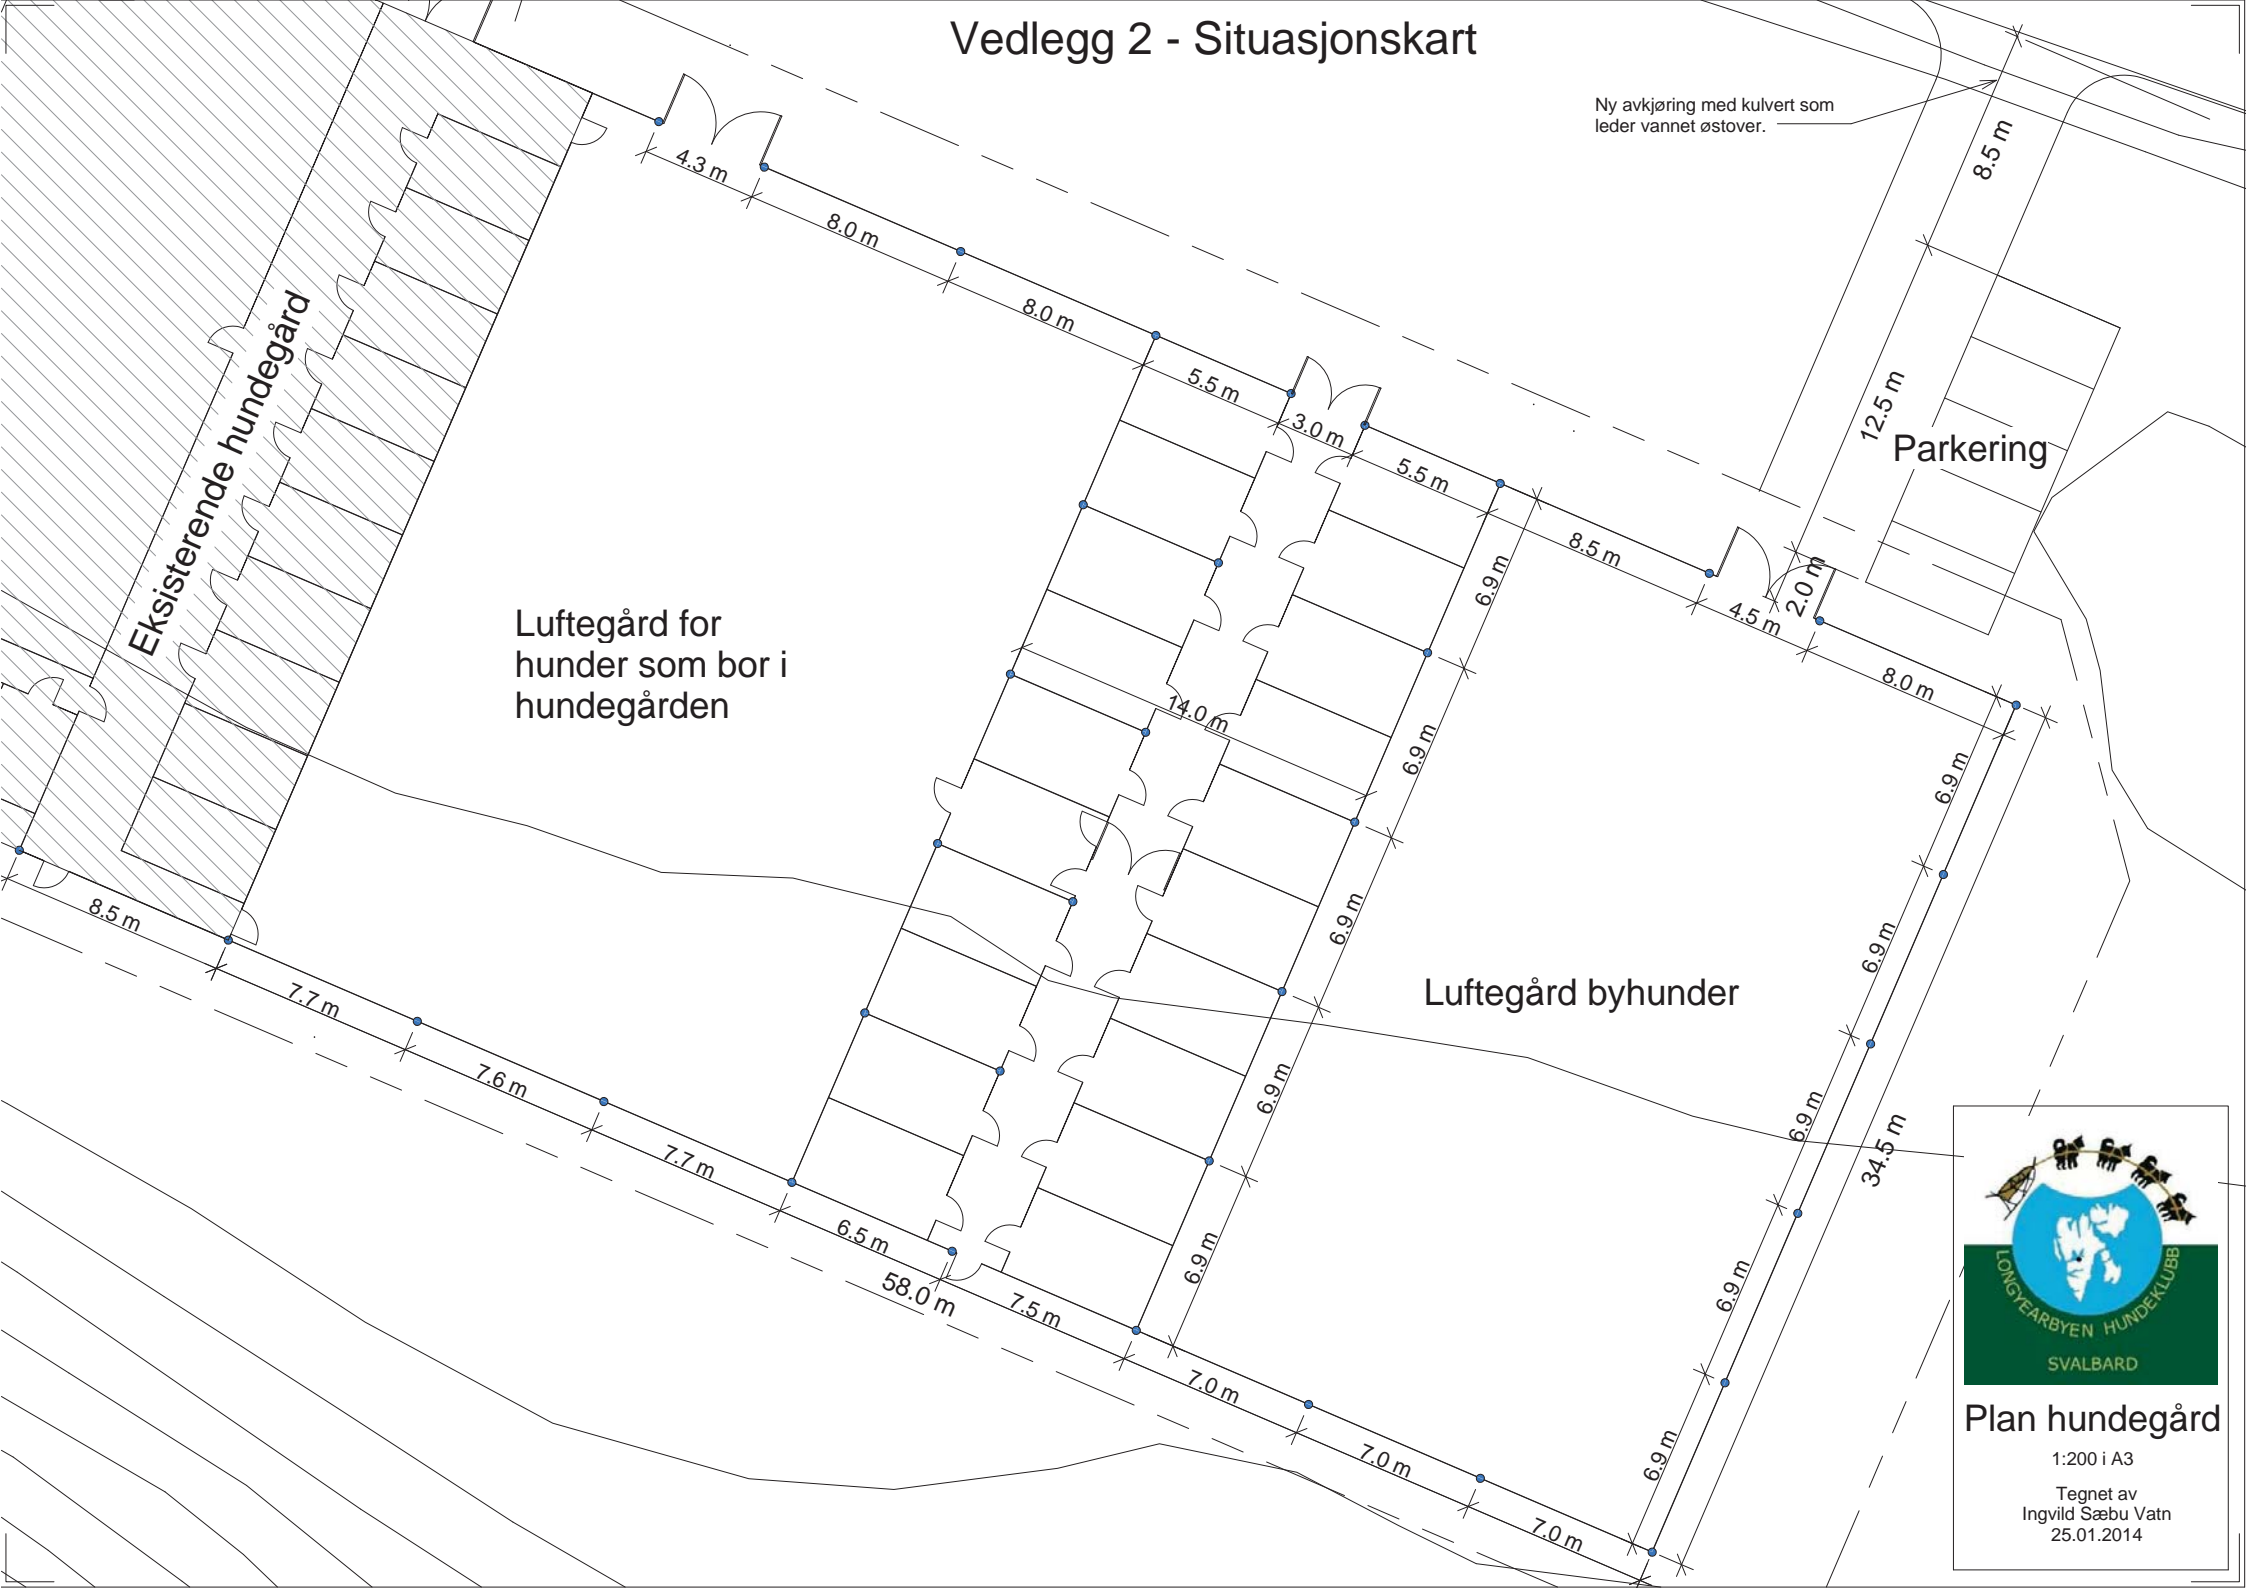 Vedlegg 2 - Situasjonskart
Ny avkjøring med kulvert som
leder vannet østover.
8.5 m
4.3 m
8.0 m
8.0 m
5.5 m
3.0 m
5.5 m
8.5 m
4.5 m
2.0 m
8.0 m
12.5 m
Parkering
Eksisterende hundegård
Luftegård for
hunder som bor i
hundegården
14.0 m
6.9 m
6.9 m
6.9 m
6.9 m
6.9 m
Luftegård byhunder
6.9 m
6.9 m
6.9 m
6.9 m
6.9 m
34.5 m
8.5 m
7.7 m
7.6 m
7.7 m
6.5 m
58.0 m
7.5 m
7.0 m
7.0 m
7.0 m
LONGYEARBYEN HUNDEKLUBB
SVALBARD
Plan hundegård
1:200 i A3
Tegnet av
Ingvild Sæbu Vatn
25.01.2014